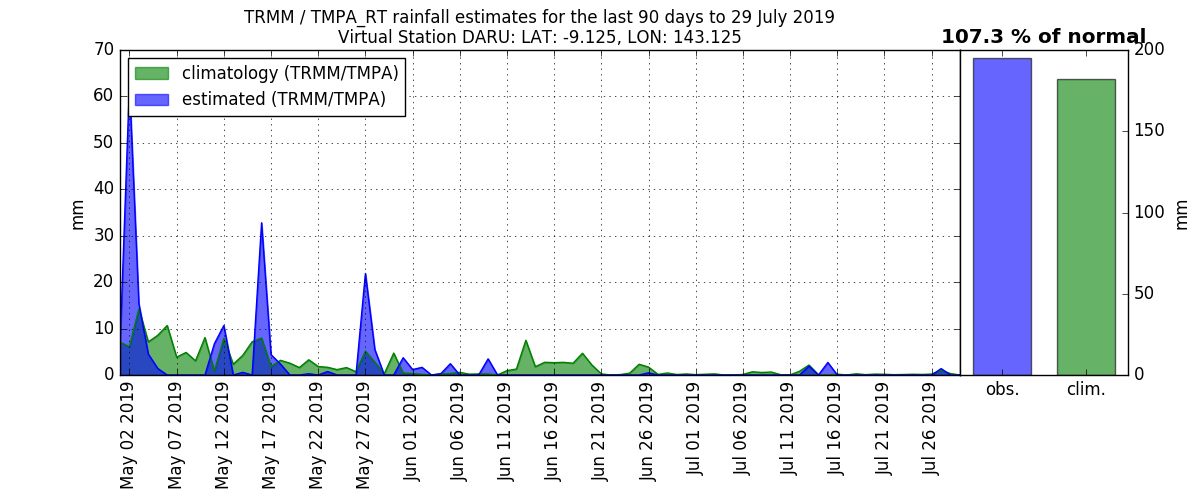 TRMM / TMPA_RT rainfall estimates for the last 90 days to 29 July 2019
Virtual Station DARU: LAT: -9.125, LON: 143.125
107.3 % of normal
climatology (TRMM/TMPA)
estimated (TRMM/TMPA)
mm
70
60
50
40
30
20
10
0
May 02 2019
May 07 2019
May 12 2019
May 17 2019
May 22 2019
May 27 2019
Jun 01 2019
Jun 06 2019
Jun 11 2019
Jun 16 2019
Jun 21 2019
Jun 26 2019
Jul 01 2019
Jul 06 2019
Jul 11 2019
Jul 16 2019
Jul 21 2019
Jul 26 2019
200
150
100
50
0
mm
obs.
clim.